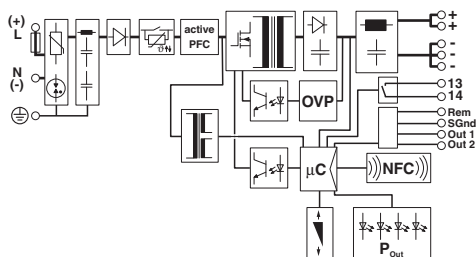 (+)
L
N
(-)
ϑ
active
PFC
OVP
+
+
-
-
-
13
14
Rem
SGnd
Out 1
Out 2
µC
NFC
P Out